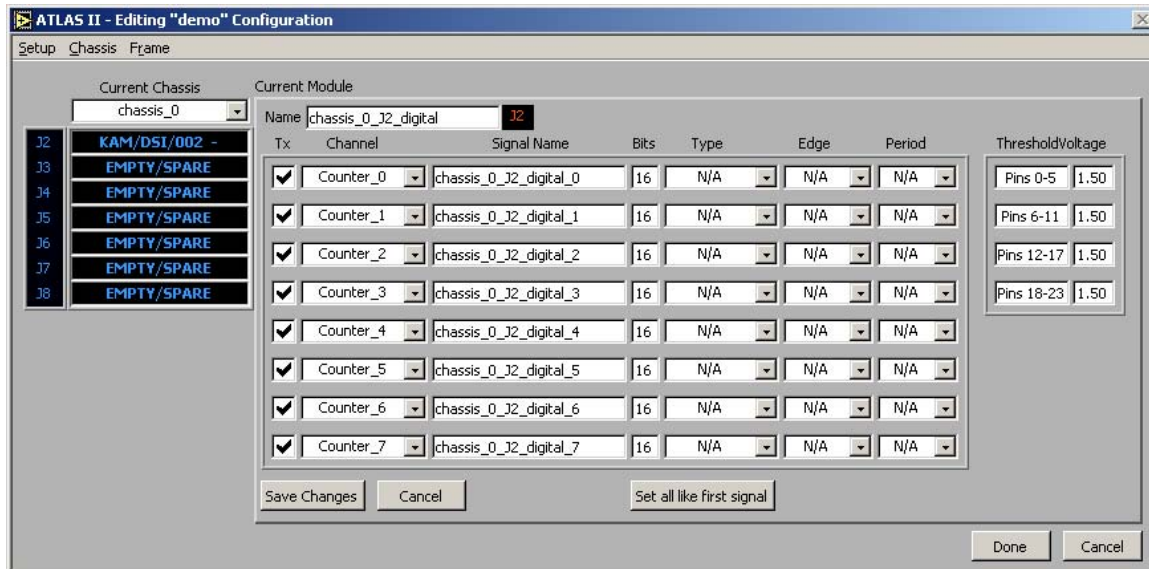 ATLAS II - Editing "demo" Configuration
Setup Chassis Frame
Current Chassis
chassis_0
J2 KAM/DSI/002 -
J3 EMPTY/SPARE
J4 EMPTY/SPARE
J5 EMPTY/SPARE
J6 EMPTY/SPARE
J7 EMPTY/SPARE
J8 EMPTY/SPARE
Current Module
Name chassis_0_J2_digital J2
Tx Channel Signal Name Bits Type Edge Period
Counter_0 chassis_0_J2_digital_0 16 N/A N/A N/A
Counter_1 chassis_0_J2_digital_1 16 N/A N/A N/A
Counter_2 chassis_0_J2_digital_2 16 N/A N/A N/A
Counter_3 chassis_0_J2_digital_3 16 N/A N/A N/A
Counter_4 chassis_0_J2_digital_4 16 N/A N/A N/A
Counter_5 chassis_0_J2_digital_5 16 N/A N/A N/A
Counter_6 chassis_0_J2_digital_6 16 N/A N/A N/A
Counter_7 chassis_0_J2_digital_7 16 N/A N/A N/A
ThresholdVoltage
Pins 0-5 1.50
Pins 6-11 1.50
Pins 12-17 1.50
Pins 18-23 1.50
Save Changes Cancel Set all like first signal
Done Cancel